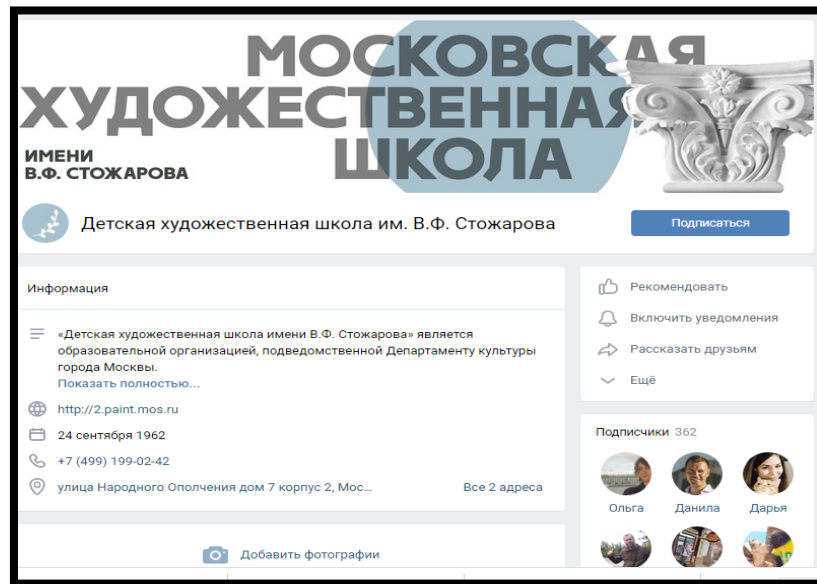 МОСКОВСКАЯ
ХУДОЖЕСТВЕННАЯ
ШКОЛА
ИМЕНИ
В.Ф. СТОЖАРОВА
Детская художественная школа им. В.Ф. Стожарова
Подписаться
Информация
«Детская художественная школа имени В.Ф. Стожарова» является
образовательной организацией, подведомственной Департаменту культуры
города Москвы.
Показать полностью...
http://2.paint.mos.ru
24 сентября 1962
+7 (499) 199-02-42
улица Народного Ополчения дом 7 корпус 2, Мос... Все 2 адреса
Добавить фотографии
Рекомендовать
Включить уведомления
Рассказать друзьям
Ещё
Подписчики 362
Ольга Данила Дарья